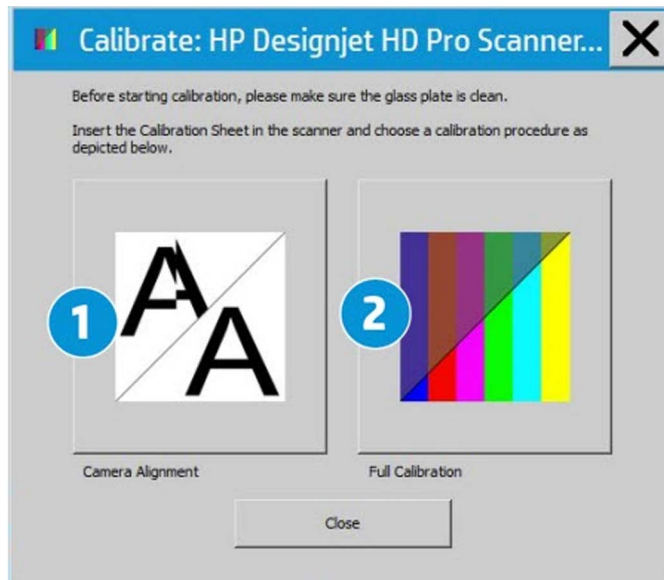 Calibrate: HP Designjet HD Pro Scanner...
Before starting calibration, please make sure the glass plate is clean.
Insert the Calibration Sheet in the scanner and choose a calibration procedure as
depicted below.
1
A
A
2
Camera Alignment
Full Calibration
Close